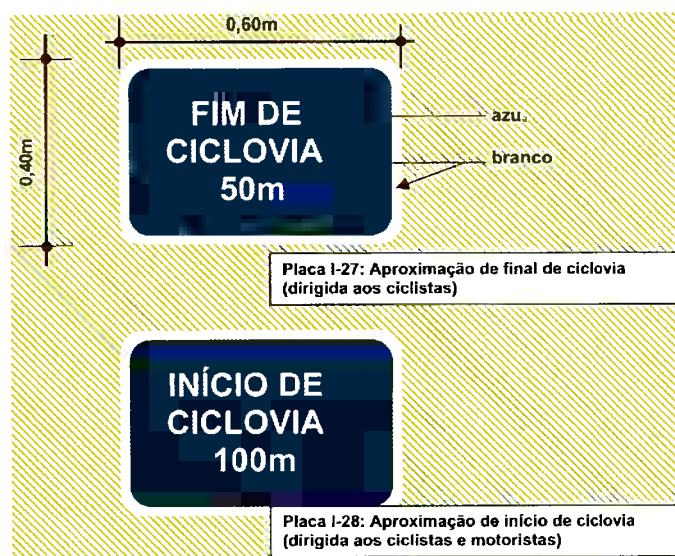 0,60m
0,40m
FIM DE
CICLOVIA
50m
azul
branco
Placa I-27: Aproximação de final de ciclovia
(dirigida aos ciclistas)
INÍCIO DE
CICLOVIA
100m
Placa I-28: Aproximação de início de ciclovia
(dirigida aos ciclistas e motoristas)